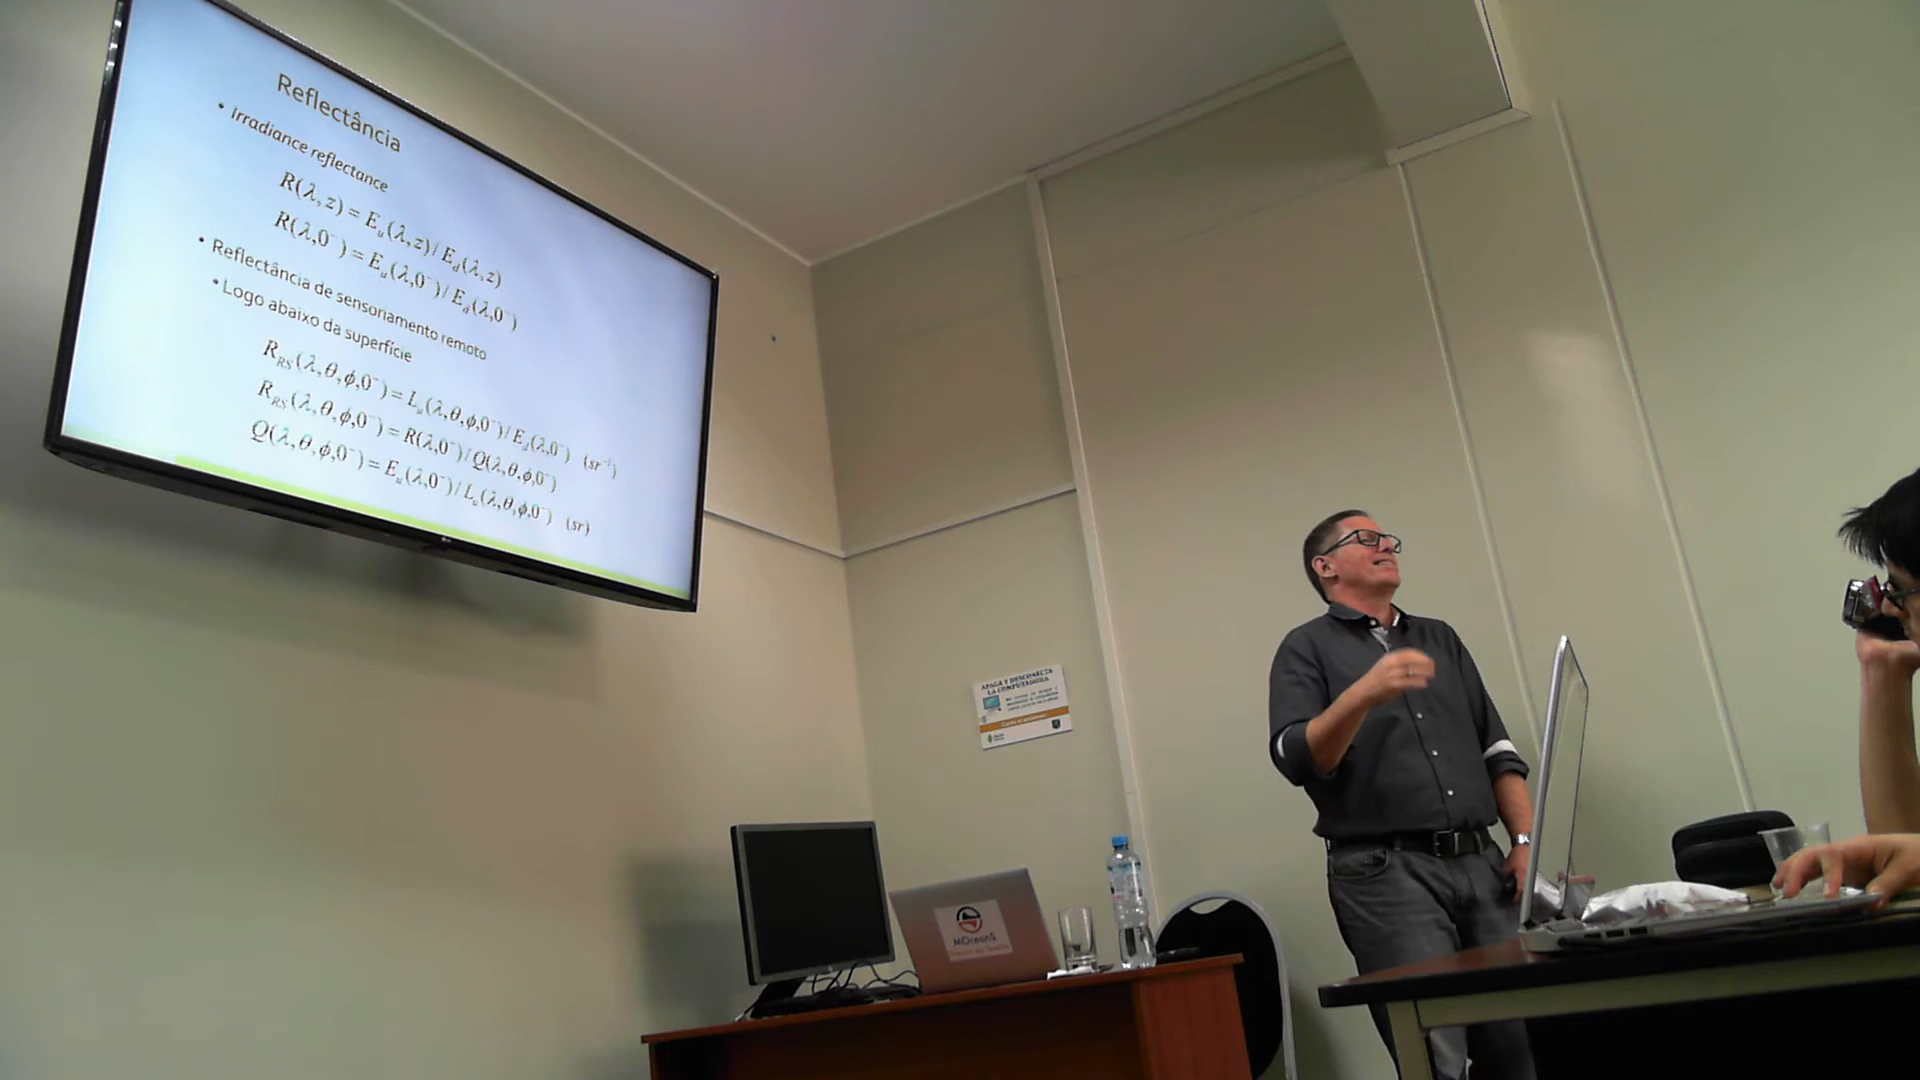 Reflectância
• irradiance reflectance
R(λ,z) = E_u(λ,z)/E_d(λ,z)
R(λ,0⁻) = E_u(λ,0⁻)/E_d(λ,0⁻)
• Reflectância de sensoriamento remoto
• Logo abaixo da superfície
R_RS(λ,θ,ϕ,0⁻) = L_u(λ,θ,ϕ,0⁻)/E_d(λ,0⁻) (sr⁻¹)
R_RS(λ,θ,ϕ,0⁻) = R(λ,0⁻)/Q(λ,θ,ϕ,0⁻)
Q(λ,θ,ϕ,0⁻) = E_u(λ,0⁻)/L_u(λ,θ,ϕ,0⁻) (sr)
APAGA Y DESCONECTA
LA COMPUTADORA
MOceanS